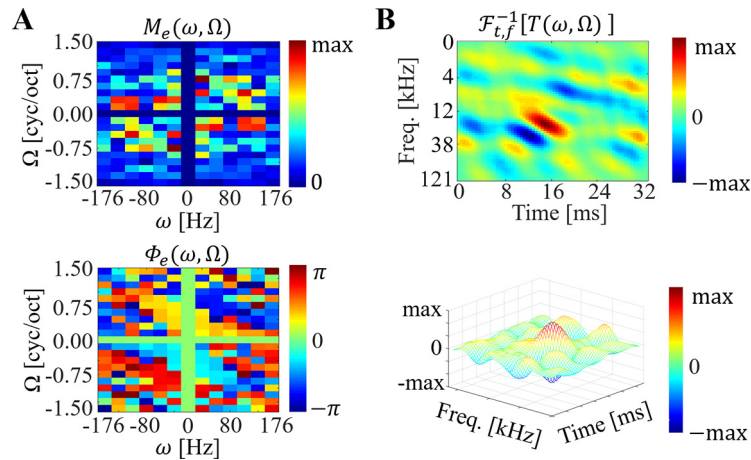 A
M_e(ω,Ω)
1.50
0.75
0.00
-0.75
-1.50
Ω [cyc/oct]
-176 -80 0 80 176
ω [Hz]
max
0
Φ_e(ω,Ω)
1.50
0.75
0.00
-0.75
-1.50
Ω [cyc/oct]
-176 -80 0 80 176
ω [Hz]
π
0
−π
B
ℱ⁻¹_{t,f}[T(ω,Ω) ]
0
4
12
38
121
Freq. [kHz]
0 8 16 24 32
Time [ms]
max
0
−max
max
0
-max
Freq. [kHz]
Time [ms]
max
0
−max